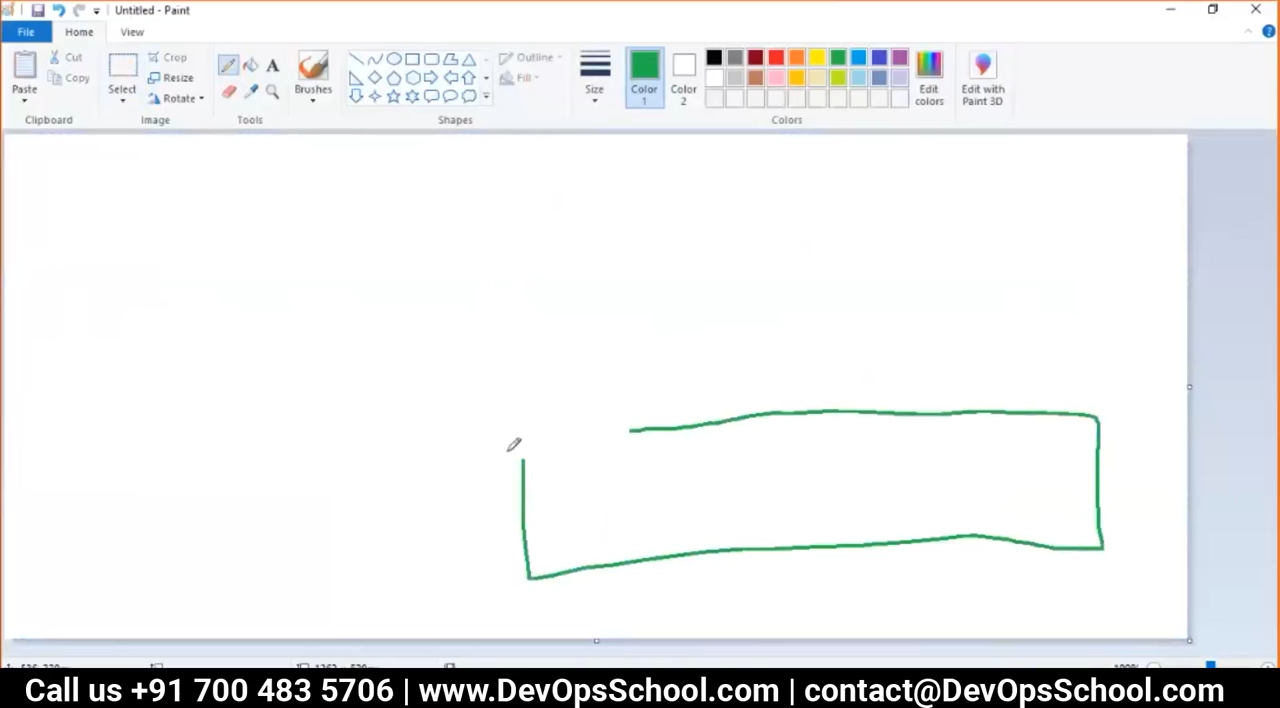 Untitled - Paint
File Home View
Paste
Cut
Copy
Clipboard
Select
Crop
Resize
Rotate
Image
A
Tools
Brushes
Outline
Fill
Shapes
Size
Color 1
Color 2
Edit colors
Colors
Edit with Paint 3D
Call us +91 700 483 5706 | www.DevOpsSchool.com | contact@DevOpsSchool.com